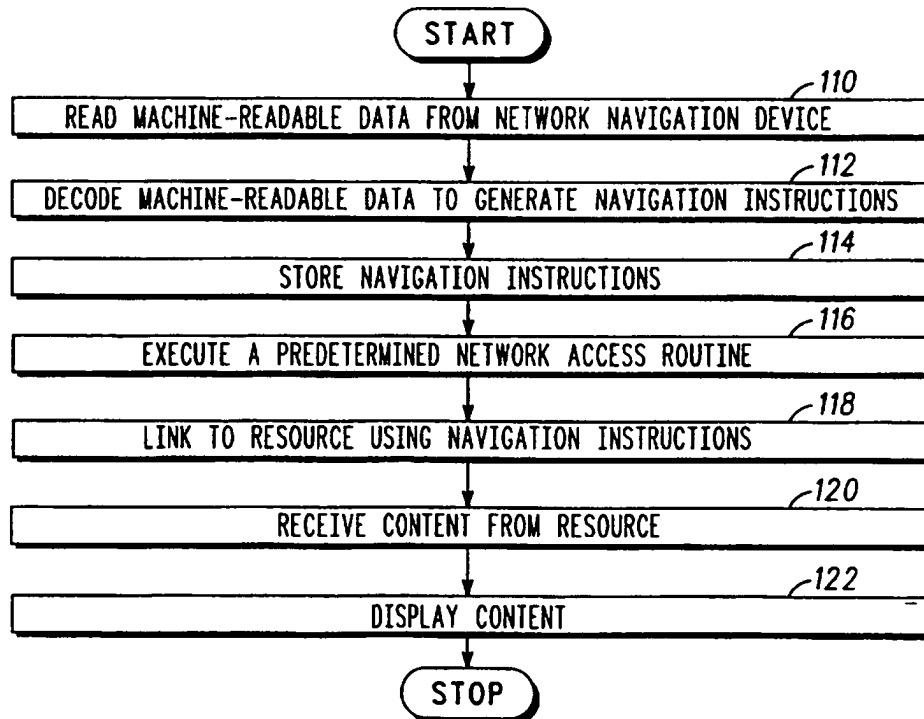 START
110
READ MACHINE-READABLE DATA FROM NETWORK NAVIGATION DEVICE
112
DECODE MACHINE-READABLE DATA TO GENERATE NAVIGATION INSTRUCTIONS
114
STORE NAVIGATION INSTRUCTIONS
116
EXECUTE A PREDETERMINED NETWORK ACCESS ROUTINE
118
LINK TO RESOURCE USING NAVIGATION INSTRUCTIONS
120
RECEIVE CONTENT FROM RESOURCE
122
DISPLAY CONTENT
STOP